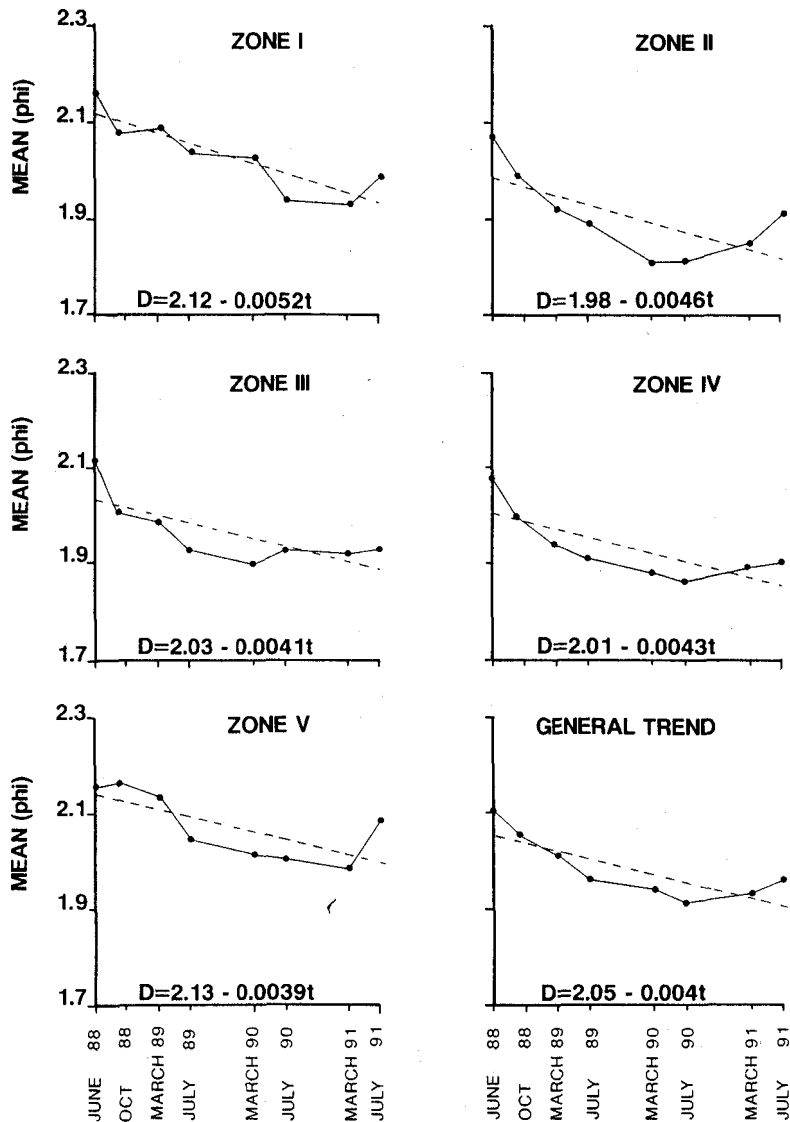 2.3
ZONE I
ZONE II
MEAN (phi)
2.1
1.9
1.7
D=2.12 - 0.0052t
D=1.98 - 0.0046t
2.3
ZONE III
ZONE IV
MEAN (phi)
2.1
1.9
1.7
D=2.03 - 0.0041t
D=2.01 - 0.0043t
2.3
ZONE V
GENERAL TREND
MEAN (phi)
2.1
1.9
1.7
D=2.13 - 0.0039t
D=2.05 - 0.004t
JUNE 88
OCT 88
MARCH 89
JULY 89
MARCH 90
JULY 90
MARCH 91
JULY 91
JUNE 88
OCT 88
MARCH 89
JULY 89
MARCH 90
JULY 90
MARCH 91
JULY 91